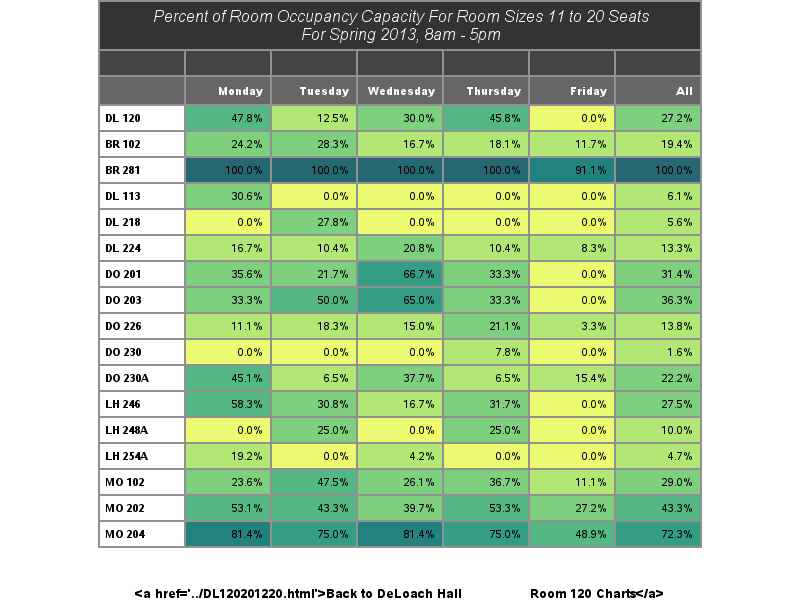 Percent of Room Occupancy Capacity For Room Sizes 11 to 20 Seats
For Spring 2013, 8am - 5pm
Monday Tuesday Wednesday Thursday Friday All
DL 120 47.8% 12.5% 30.0% 45.8% 0.0% 27.2%
BR 102 24.2% 28.3% 16.7% 18.1% 11.7% 19.4%
BR 281 100.0% 100.0% 100.0% 100.0% 91.1% 100.0%
DL 113 30.6% 0.0% 0.0% 0.0% 0.0% 6.1%
DL 218 0.0% 27.8% 0.0% 0.0% 0.0% 5.6%
DL 224 16.7% 10.4% 20.8% 10.4% 8.3% 13.3%
DO 201 35.6% 21.7% 66.7% 33.3% 0.0% 31.4%
DO 203 33.3% 50.0% 65.0% 33.3% 0.0% 36.3%
DO 226 11.1% 18.3% 15.0% 21.1% 3.3% 13.8%
DO 230 0.0% 0.0% 0.0% 7.8% 0.0% 1.6%
DO 230A 45.1% 6.5% 37.7% 6.5% 15.4% 22.2%
LH 246 58.3% 30.8% 16.7% 31.7% 0.0% 27.5%
LH 248A 0.0% 25.0% 0.0% 25.0% 0.0% 10.0%
LH 254A 19.2% 0.0% 4.2% 0.0% 0.0% 4.7%
MO 102 23.6% 47.5% 26.1% 36.7% 11.1% 29.0%
MO 202 53.1% 43.3% 39.7% 53.3% 27.2% 43.3%
MO 204 81.4% 75.0% 81.4% 75.0% 48.9% 72.3%
<a href='../DL120201220.html'>Back to DeLoach Hall Room 120 Charts</a>